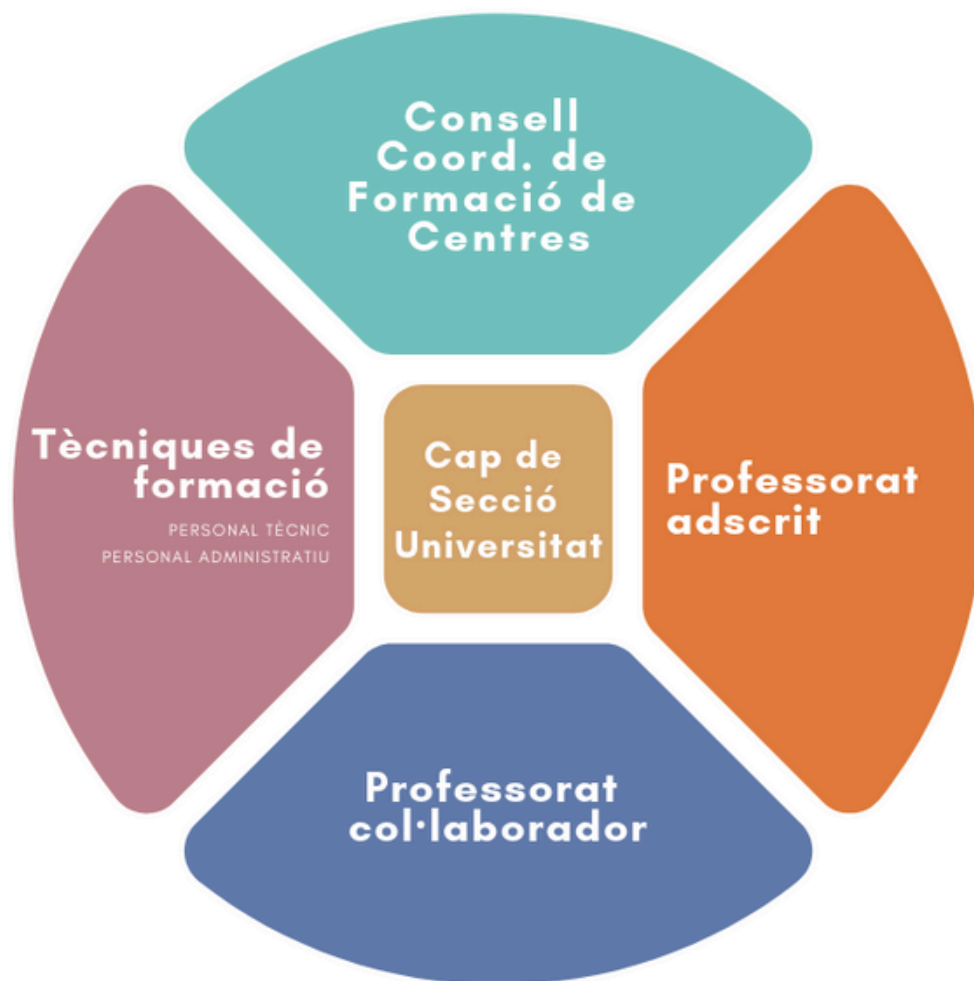 Consell
Coord. de
Formació de
Centres
Tècniques de
formació
PERSONAL TÈCNIC
PERSONAL ADMINISTRATIU
Cap de
Secció
Universitat
Professorat
adscrit
Professorat
col·laborador